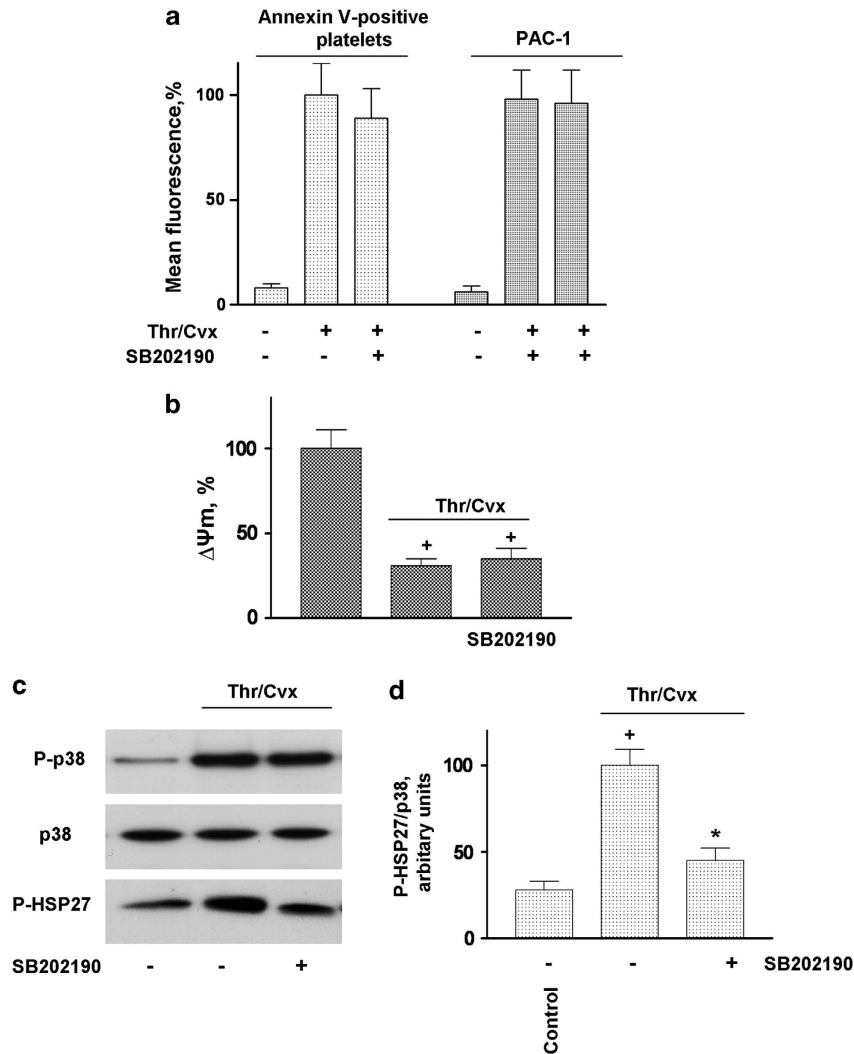 a
Annexin V-positive
platelets
PAC-1
Mean fluorescence,%
100
50
0
Thr/Cvx - + + - + +
SB202190 - - + - + +
b
ΔΨm, %
100
50
0
Thr/Cvx
+ +
SB202190
c
Thr/Cvx
P-p38
p38
P-HSP27
SB202190 - - +
d
Thr/Cvx
P-HSP27/p38,
arbitary units
100
50
0
+
*
- - + SB202190
Control